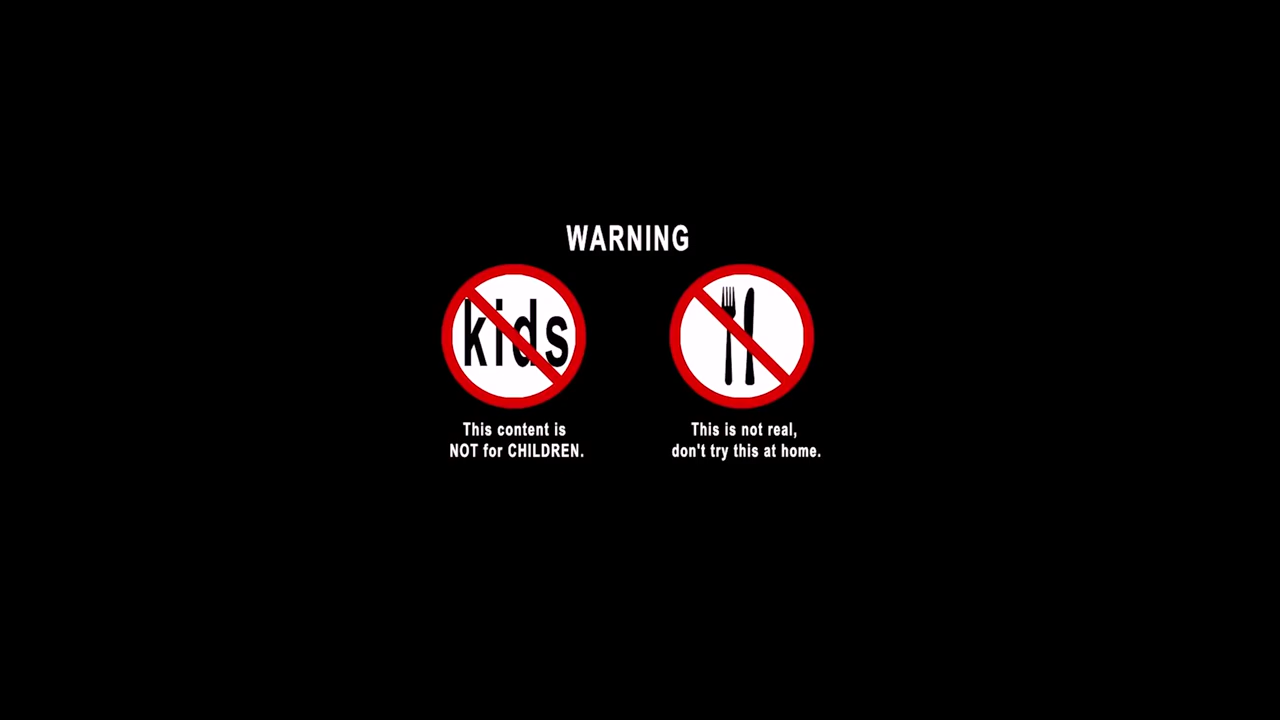 WARNING
kids
This content is
NOT for CHILDREN.
This is not real,
don't try this at home.